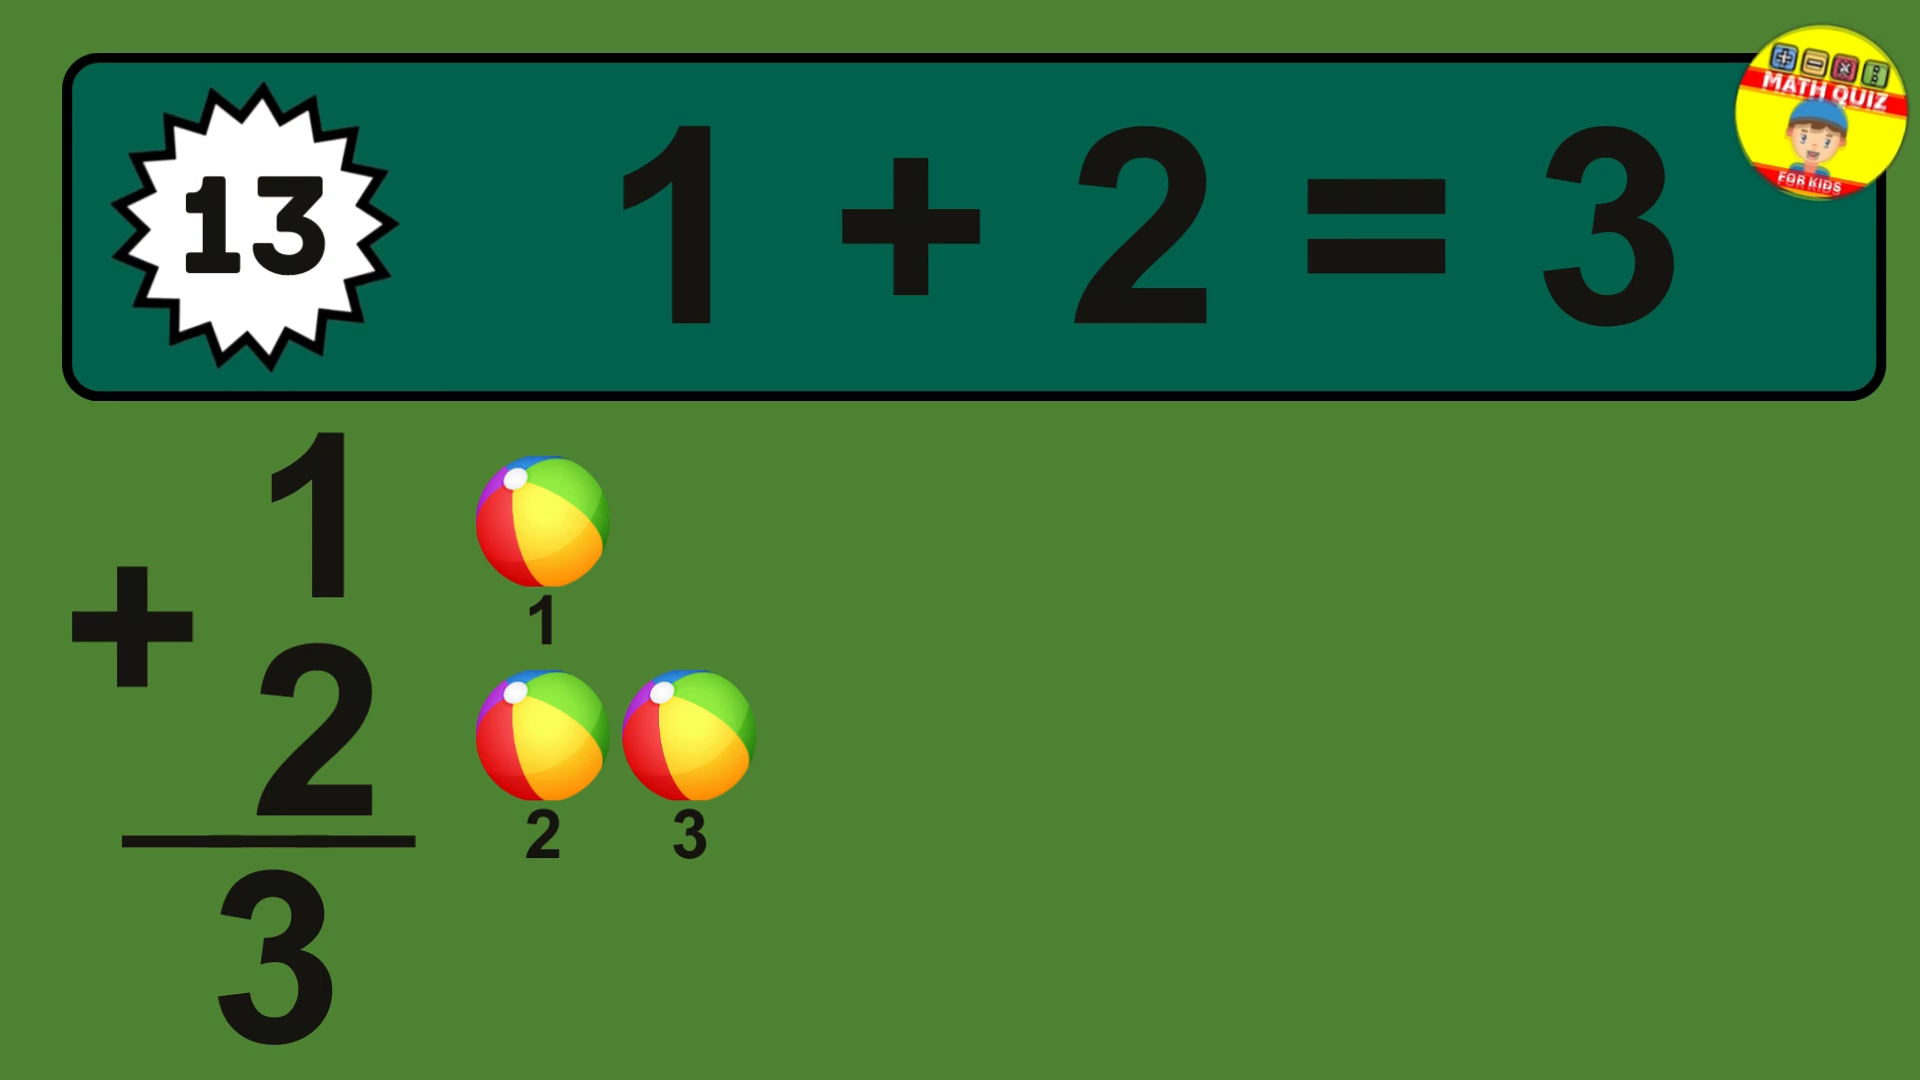 13
1 + 2 = 3
MATH QUIZ
FOR KIDS
1
1
+
2
2 3
3